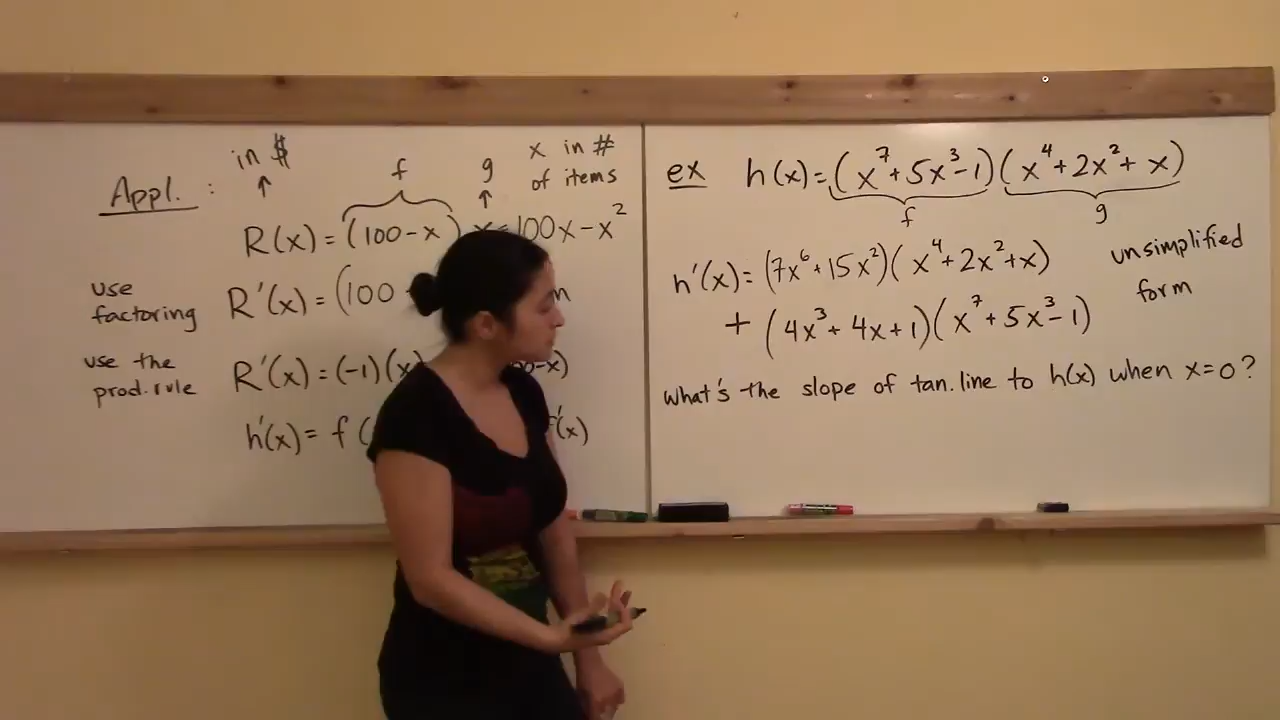 in $
f
g
x in #
of items
Appl. :
R(x) = (100 - x) x = 100x - x²
use
factoring
R'(x) = (100
use the
prod. rule
R'(x) = (-1)(x) -x)
h'(x) = f ( f'(x)
ex h(x) = (x⁷ + 5x³ - 1)(x⁴ + 2x² + x)
f g
h'(x) = (7x⁶ + 15x²)(x⁴ + 2x² + x)
+ (4x³ + 4x + 1)(x⁷ + 5x³ - 1)
unsimplified
form
What's the slope of tan. line to h(x) when x=0?